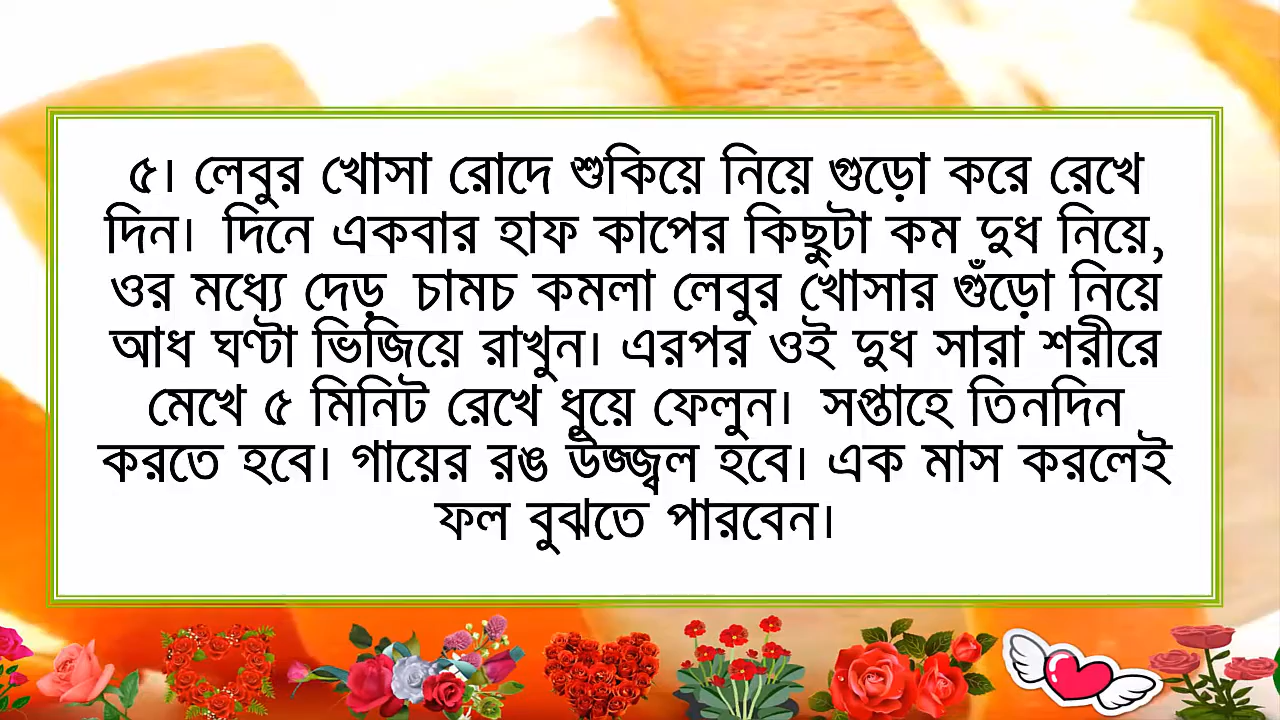 ৫। লেবুর খোসা রোদে শুকিয়ে নিয়ে গুড়ো করে রেখে
দিন। দিনে একবার হাফ কাপের কিছুটা কম দুধ নিয়ে,
ওর মধ্যে দেড় চামচ কমলা লেবুর খোসার গুঁড়ো নিয়ে
আধ ঘণ্টা ভিজিয়ে রাখুন। এরপর ওই দুধ সারা শরীরে
মেখে ৫ মিনিট রেখে ধুয়ে ফেলুন। সপ্তাহে তিনদিন
করতে হবে। গায়ের রঙ উজ্জ্বল হবে। এক মাস করলেই
ফল বুঝতে পারবেন।